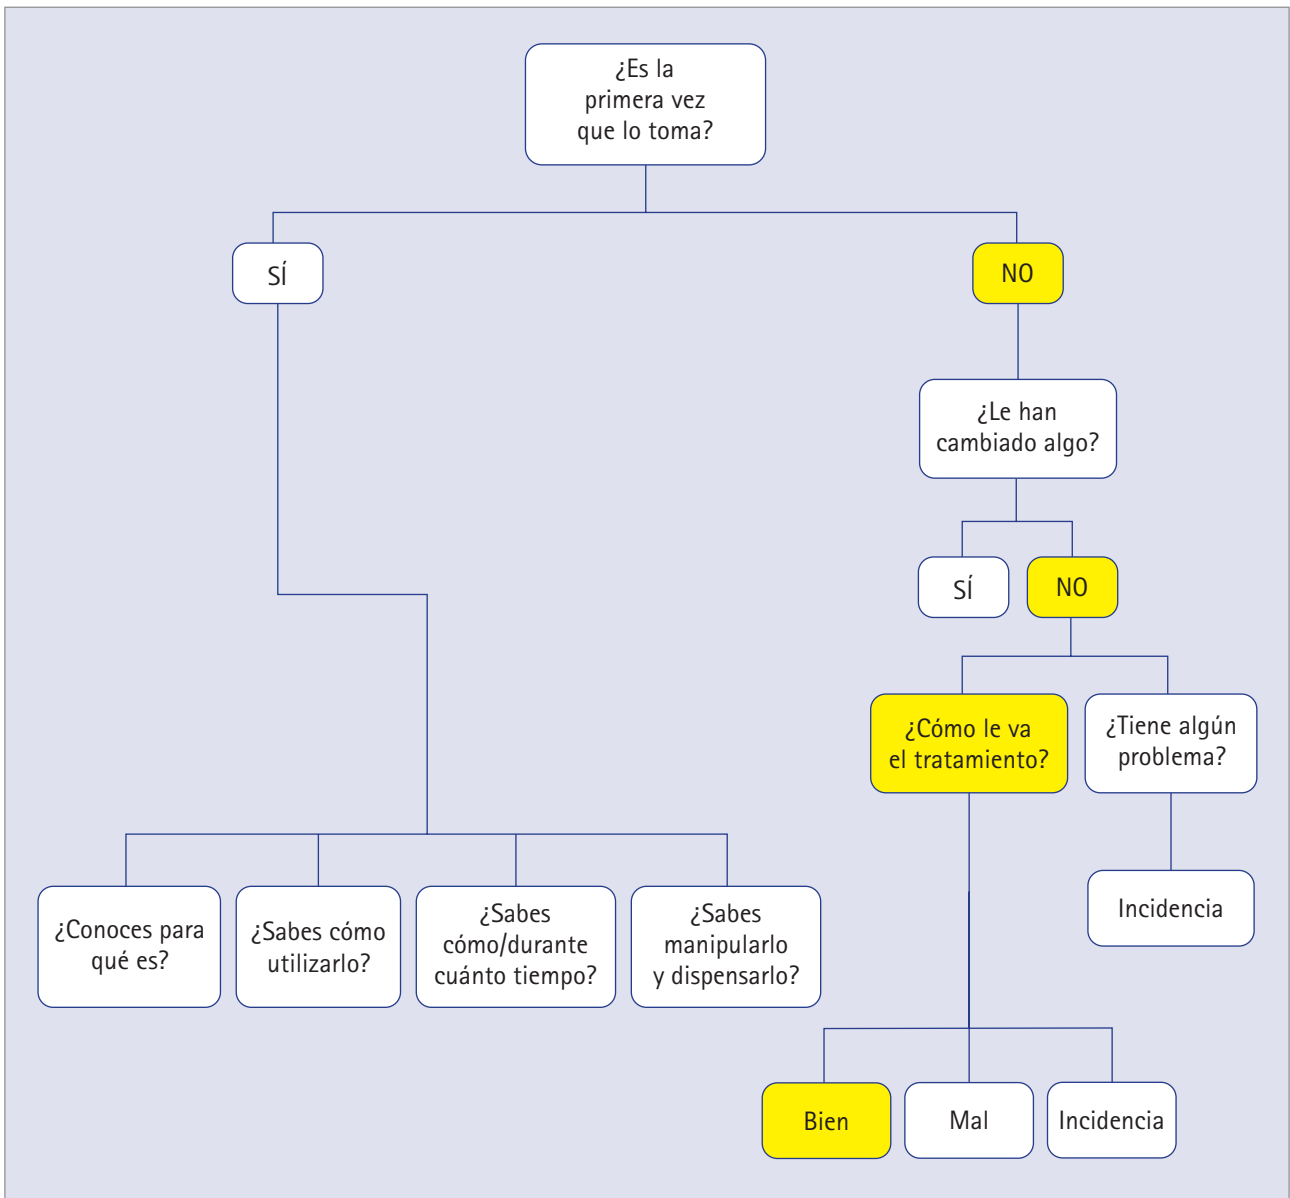 ¿Es la
primera vez
que lo toma?
SÍ
NO
¿Le han
cambiado algo?
SÍ
NO
¿Cómo le va
el tratamiento?
¿Tiene algún
problema?
¿Conoces para
qué es?
¿Sabes cómo
utilizarlo?
¿Sabes
cómo/durante
cuánto tiempo?
¿Sabes
manipularlo
y dispensarlo?
Incidencia
Bien
Mal
Incidencia